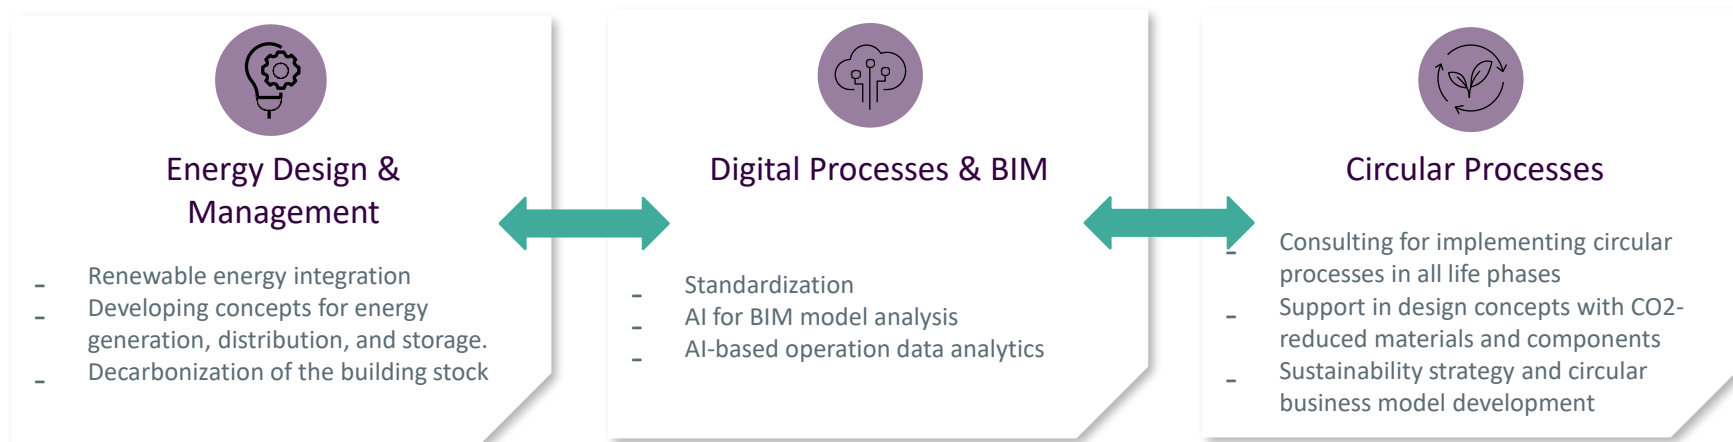 Energy Design &
Management
- Renewable energy integration
- Developing concepts for energy
generation, distribution, and storage.
- Decarbonization of the building stock
Digital Processes & BIM
- Standardization
- AI for BIM model analysis
- AI-based operation data analytics
Circular Processes
- Consulting for implementing circular
processes in all life phases
- Support in design concepts with CO2-
reduced materials and components
- Sustainability strategy and circular
business model development